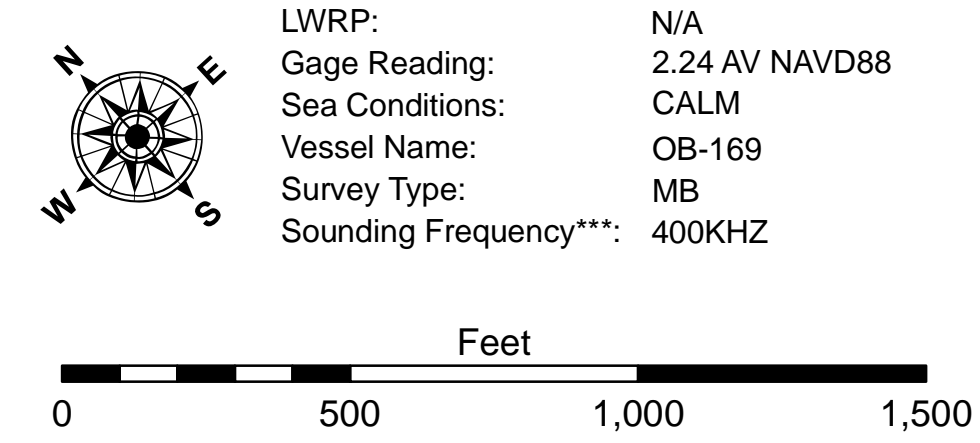 N
E
W
S
LWRP: N/A
Gage Reading: 2.24 AV NAVD88
Sea Conditions: CALM
Vessel Name: OB-169
Survey Type: MB
Sounding Frequency***: 400KHZ
Feet
0 500 1,000 1,500